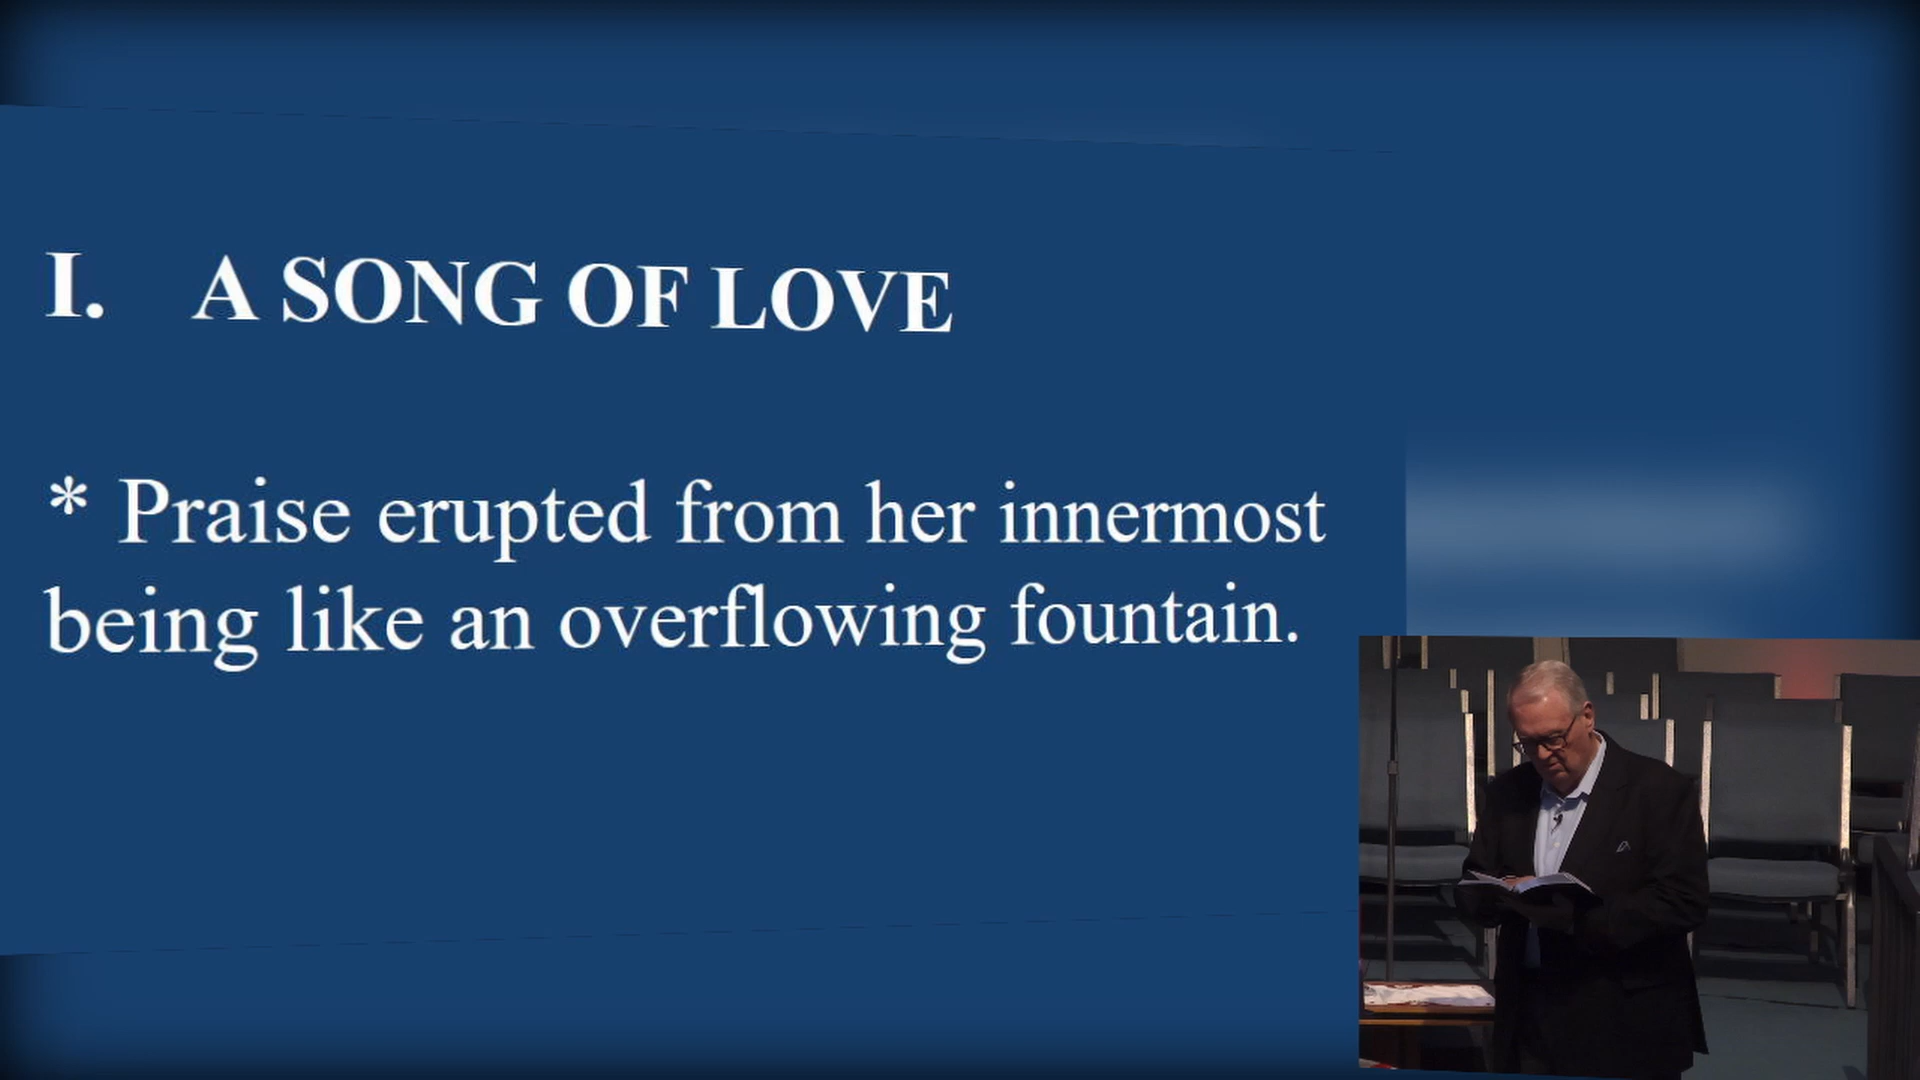 I. A SONG OF LOVE
* Praise erupted from her innermost
being like an overflowing fountain.